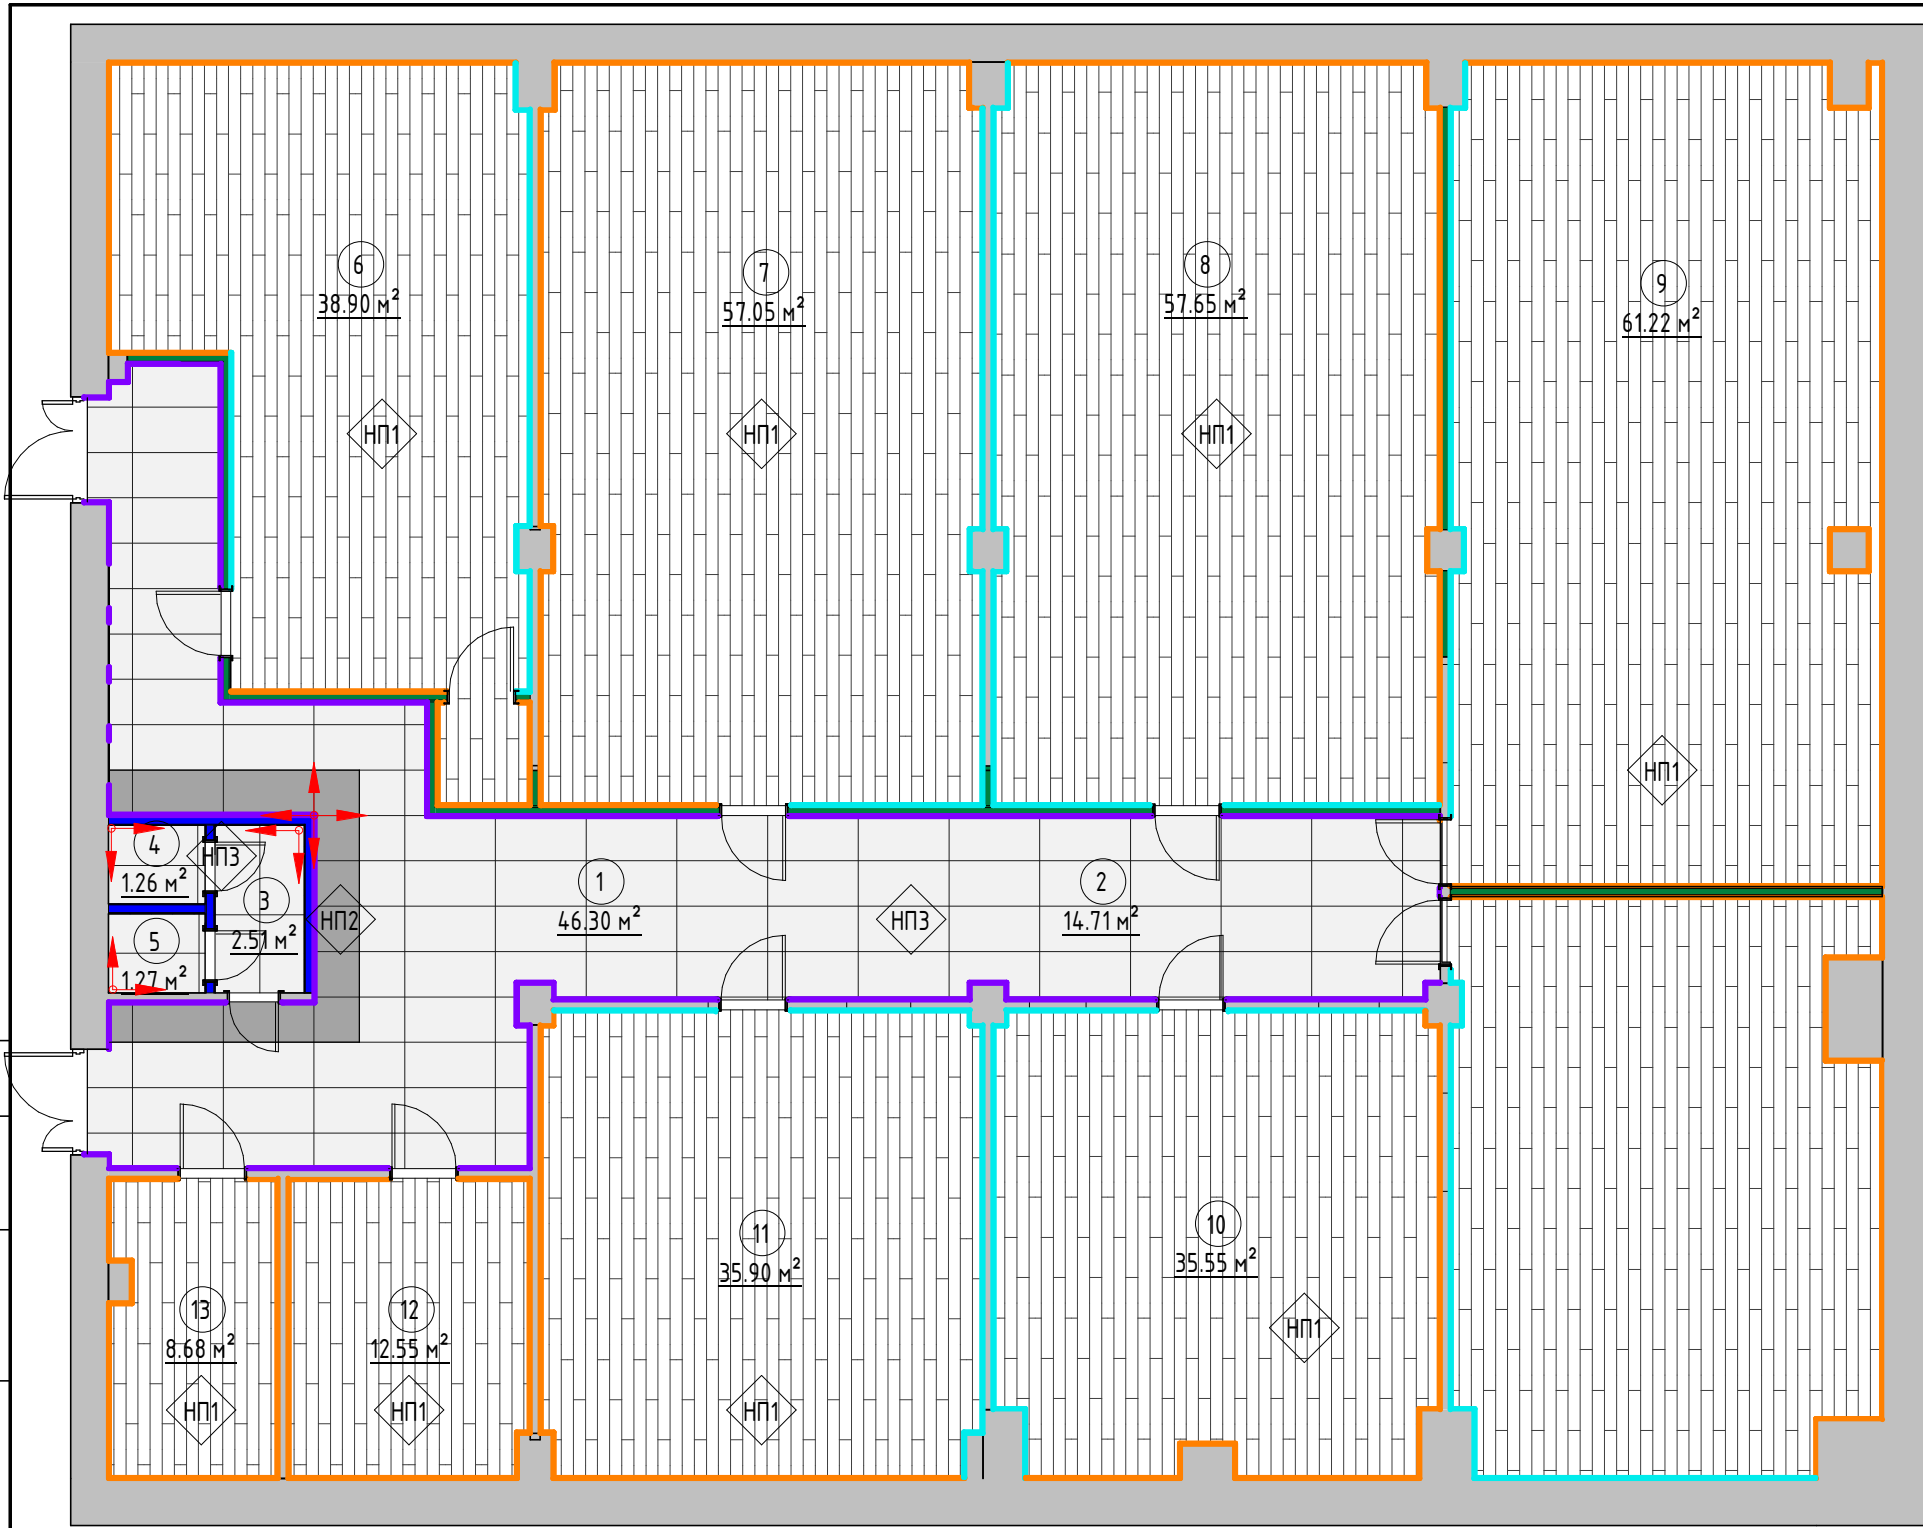 6
38.90 м²
7
57.05 м²
8
57.65 м²
9
61.22 м²
НП1
НП1
НП1
НП1
4
1.26 м²
НП3
3
2.51 м²
5
1.27 м²
НП2
1
46.30 м²
НП3
2
14.71 м²
11
35.90 м²
10
35.55 м²
13
8.68 м²
12
12.55 м²
НП1
НП1
НП1
НП1